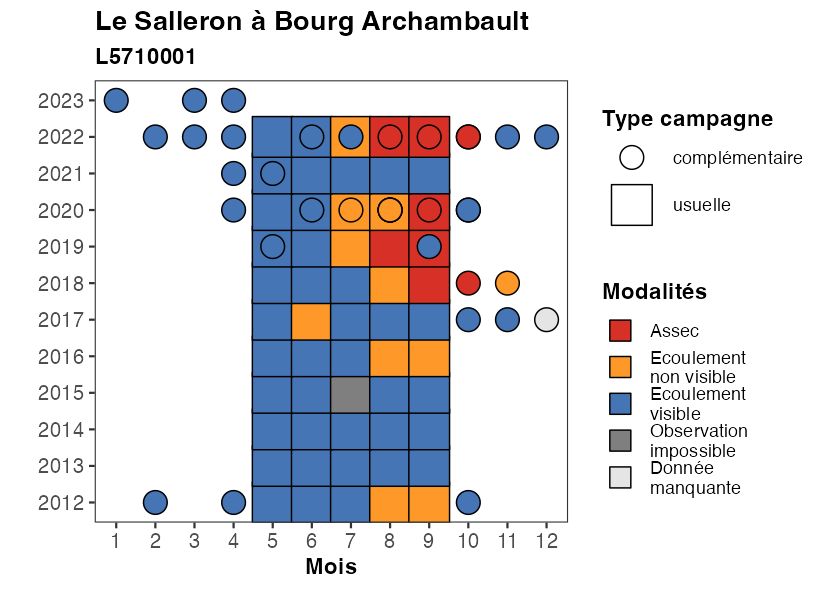 Le Salleron à Bourg Archambault
L5710001
2023
2022
2021
2020
2019
2018
2017
2016
2015
2014
2013
2012
1 2 3 4 5 6 7 8 9 10 11 12
Mois
Type campagne
complémentaire
usuelle
Modalités
Assec
Ecoulement
non visible
Ecoulement
visible
Observation
impossible
Donnée
manquante